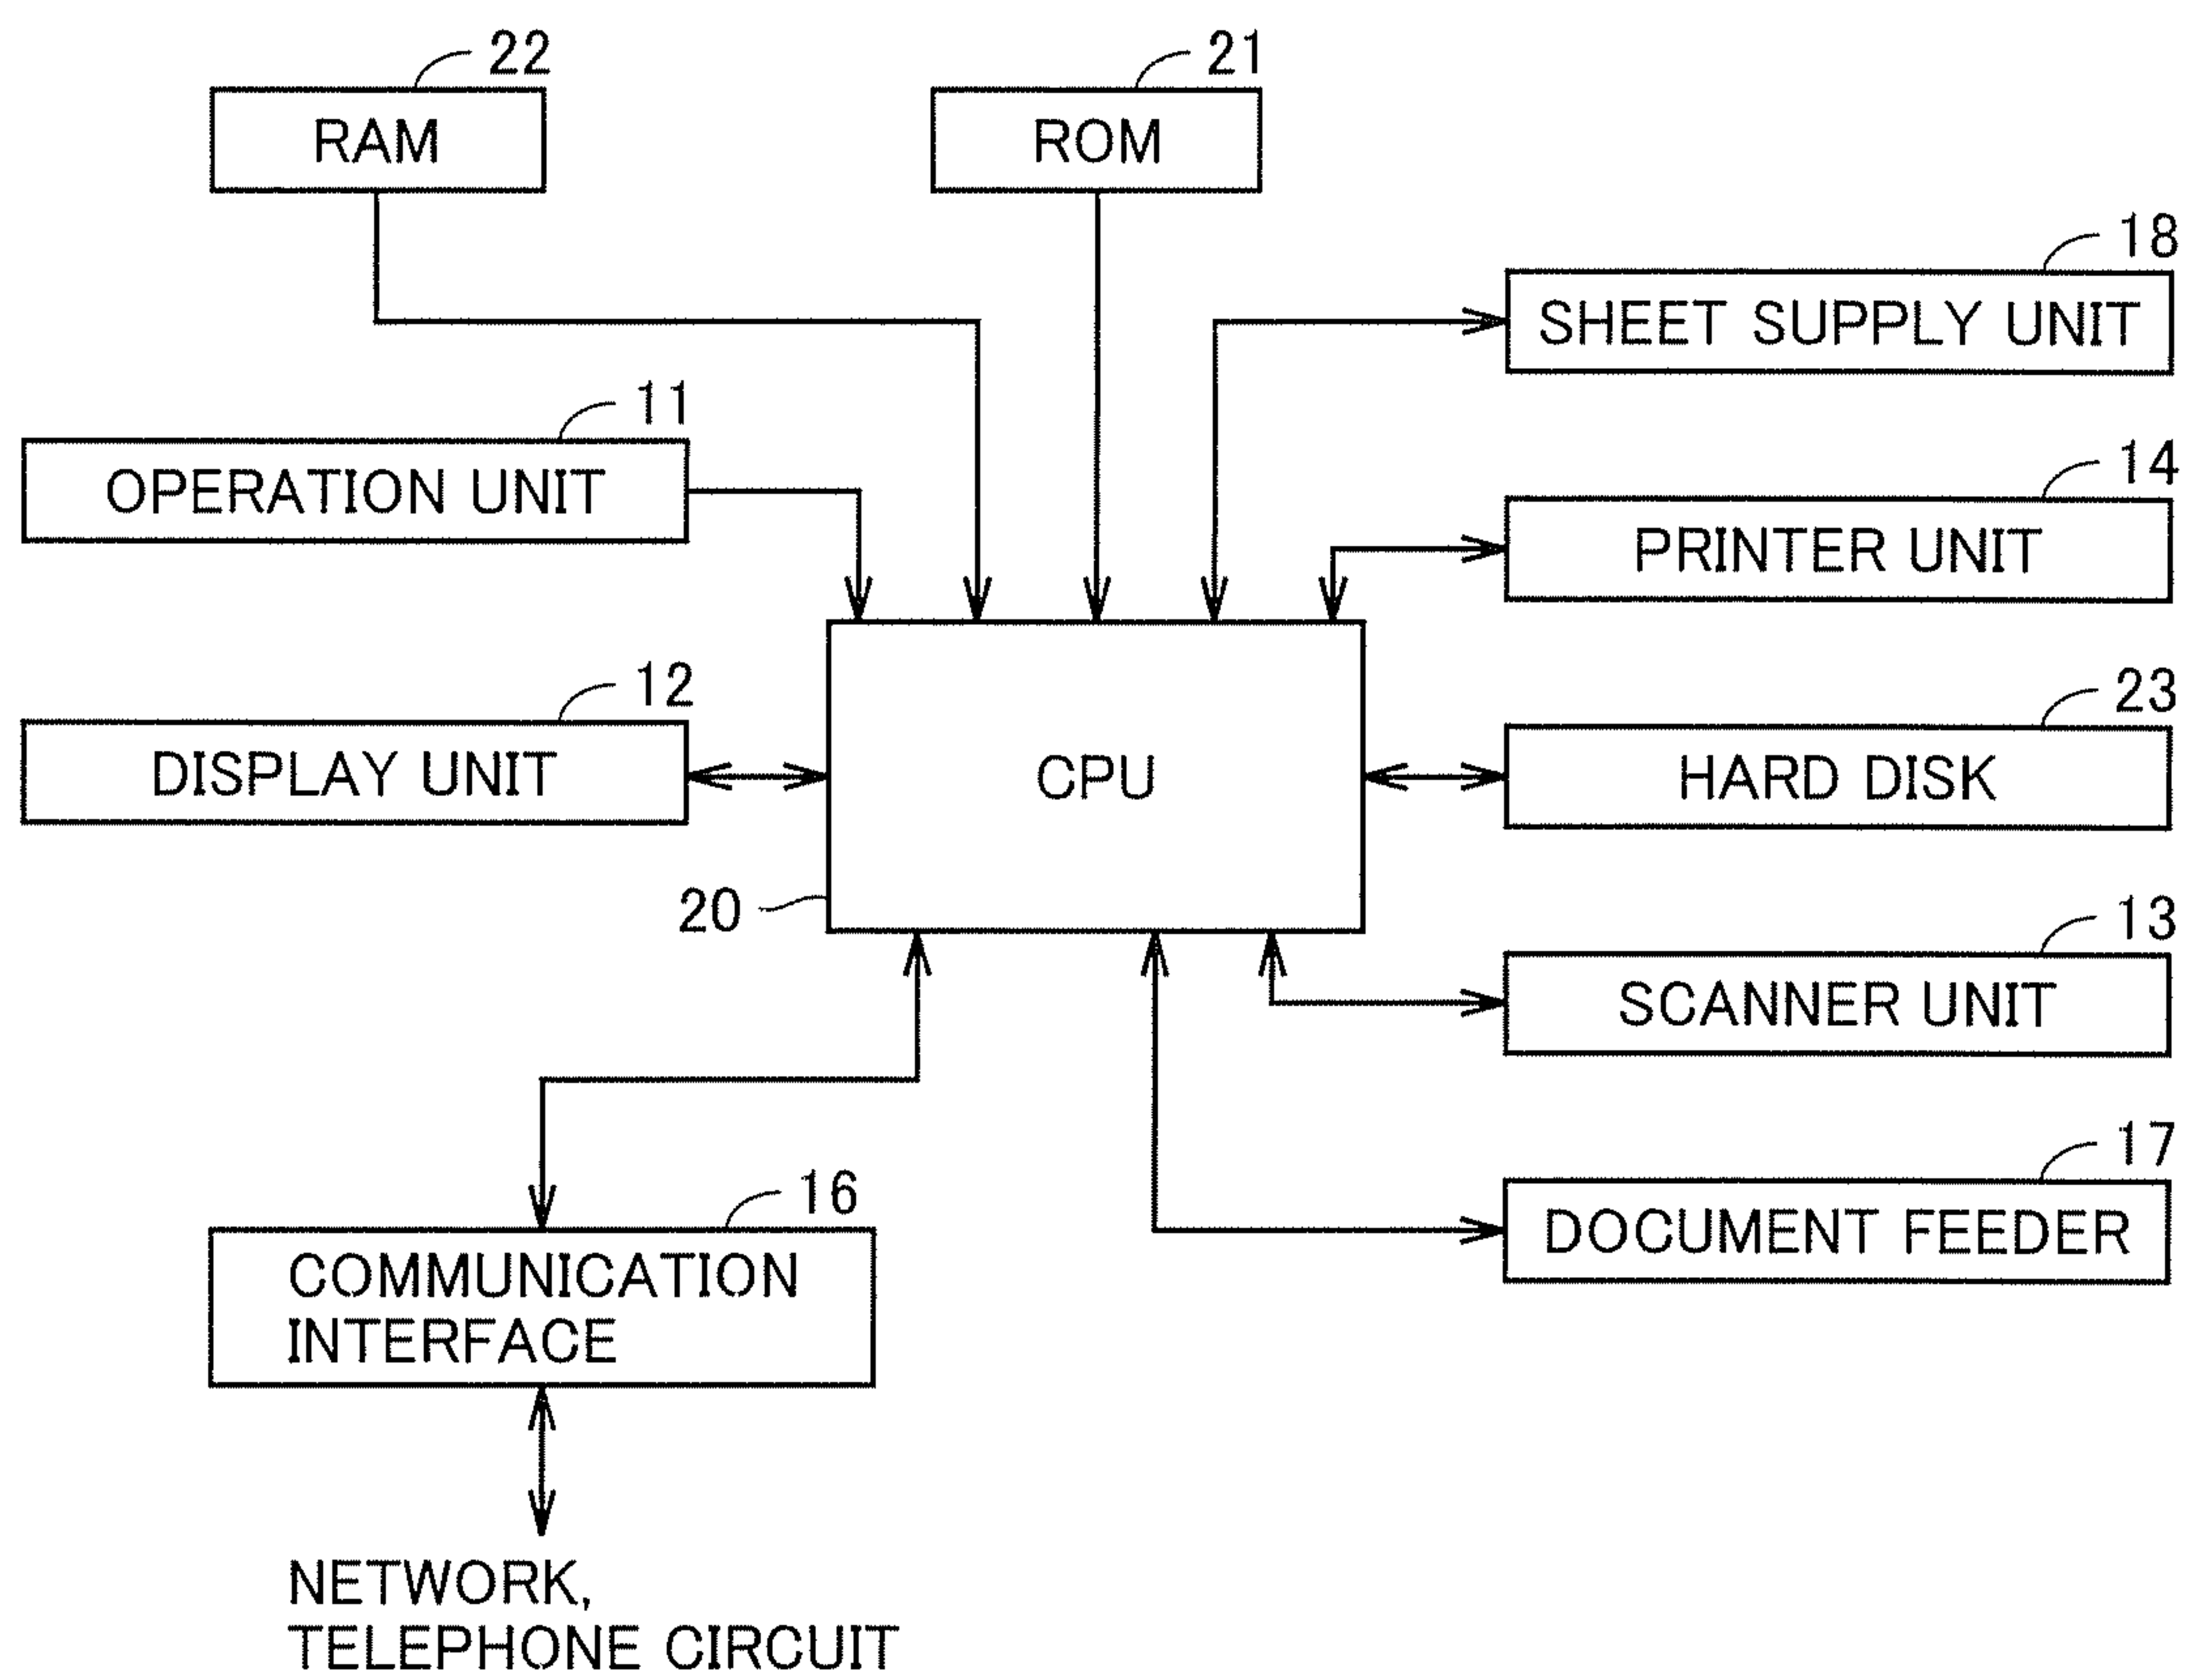 22
RAM
21
ROM
18
SHEET SUPPLY UNIT
11
OPERATION UNIT
14
PRINTER UNIT
12
DISPLAY UNIT
CPU
20
23
HARD DISK
13
SCANNER UNIT
17
DOCUMENT FEEDER
16
COMMUNICATION
INTERFACE
NETWORK,
TELEPHONE CIRCUIT